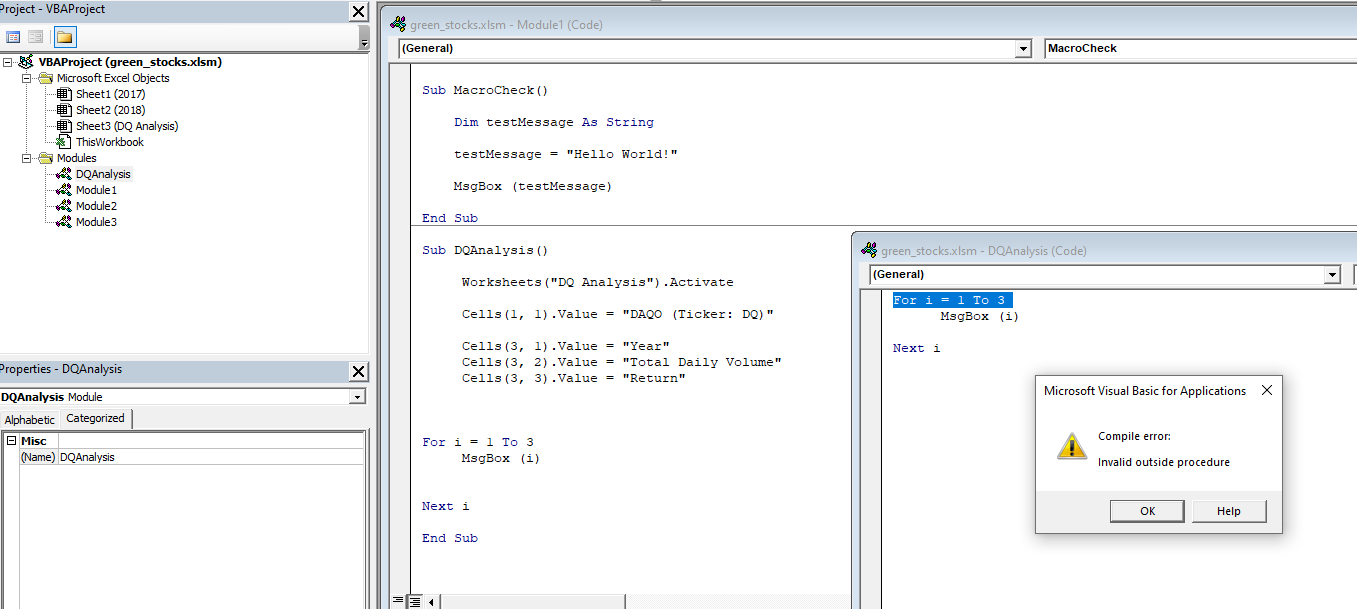 Project - VBAProject
VBAProject (green_stocks.xlsm)
Microsoft Excel Objects
Sheet1 (2017)
Sheet2 (2018)
Sheet3 (DQ Analysis)
ThisWorkbook
Modules
DQAnalysis
Module1
Module2
Module3
Properties - DQAnalysis
DQAnalysis Module
Alphabetic Categorized
Misc
(Name) DQAnalysis
green_stocks.xlsm - Module1 (Code)
(General) MacroCheck
Sub MacroCheck()
Dim testMessage As String
testMessage = "Hello World!"
MsgBox (testMessage)
End Sub
Sub DQAnalysis()
Worksheets("DQ Analysis").Activate
Cells(1, 1).Value = "DAQO (Ticker: DQ)"
Cells(3, 1).Value = "Year"
Cells(3, 2).Value = "Total Daily Volume"
Cells(3, 3).Value = "Return"
For i = 1 To 3
MsgBox (i)
Next i
End Sub
green_stocks.xlsm - DQAnalysis (Code)
(General)
For i = 1 To 3
MsgBox (i)
Next i
Microsoft Visual Basic for Applications
Compile error:
Invalid outside procedure
OK Help